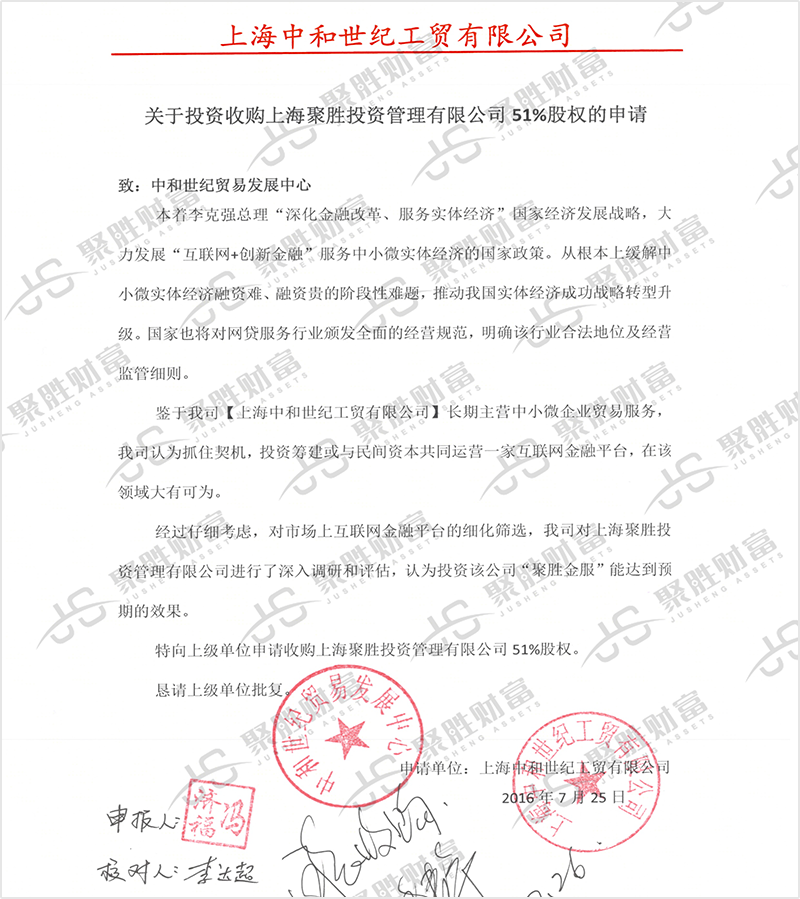 上海中和世纪工贸有限公司
关于投资收购上海聚胜投资管理有限公司 51%股权的申请
致：中和世纪贸易发展中心
本着李克强总理“深化金融改革、服务实体经济”国家经济发展战略，大
力发展“互联网+创新金融”服务中小微实体经济的国家政策。从根本上缓解中
小微实体经济融资难、融资贵的阶段性难题，推动我国实体经济成功战略转型升
级。国家也将对网贷服务行业颁发全面的经营规范，明确该行业合法地位及经营
监管细则。
鉴于我司【上海中和世纪工贸有限公司】长期主营中小微企业贸易服务，
我司认为抓住契机，投资筹建或与民间资本共同运营一家互联网金融平台，在该
领域大有可为。
经过仔细考虑，对市场上互联网金融平台的细化筛选，我司对上海聚胜投
资管理有限公司进行了深入调研和评估，认为投资该公司“聚胜金服”能达到预
期的效果。
特向上级单位申请收购上海聚胜投资管理有限公司 51%股权。
恳请上级单位批复。
中和世纪贸易发展中心
申请单位：上海中和世纪工贸有限公司
2016 年 7 月 25 日
上海中和世纪工贸有限公司
申报人：
冯济福
核对人：李达超
聚胜财富
JUSHENG ASSETS